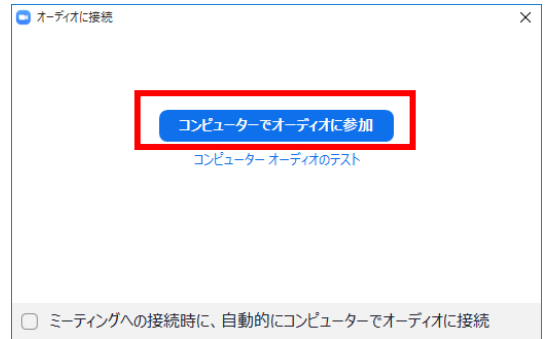 オーディオに接続
コンピューターでオーディオに参加
コンピューター オーディオのテスト
ミーティングへの接続時に、自動的にコンピューターでオーディオに接続